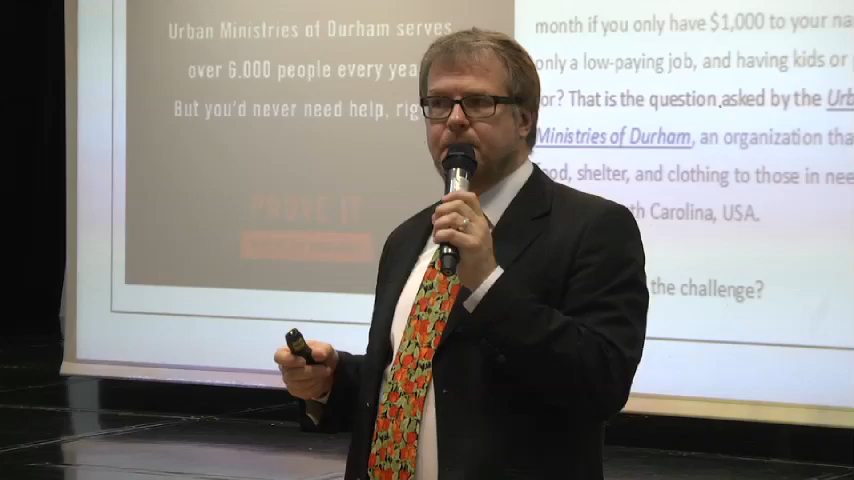 Urban Ministries of Durham serves
over 6,000 people every yea
But you'd never need help, rig
PROVE IT
month if you only have $1,000 to your na
only a low-paying job, and having kids or
or? That is the question asked by the Urb
Ministries of Durham, an organization tha
ood, shelter, and clothing to those in nee
th Carolina, USA.
the challenge?